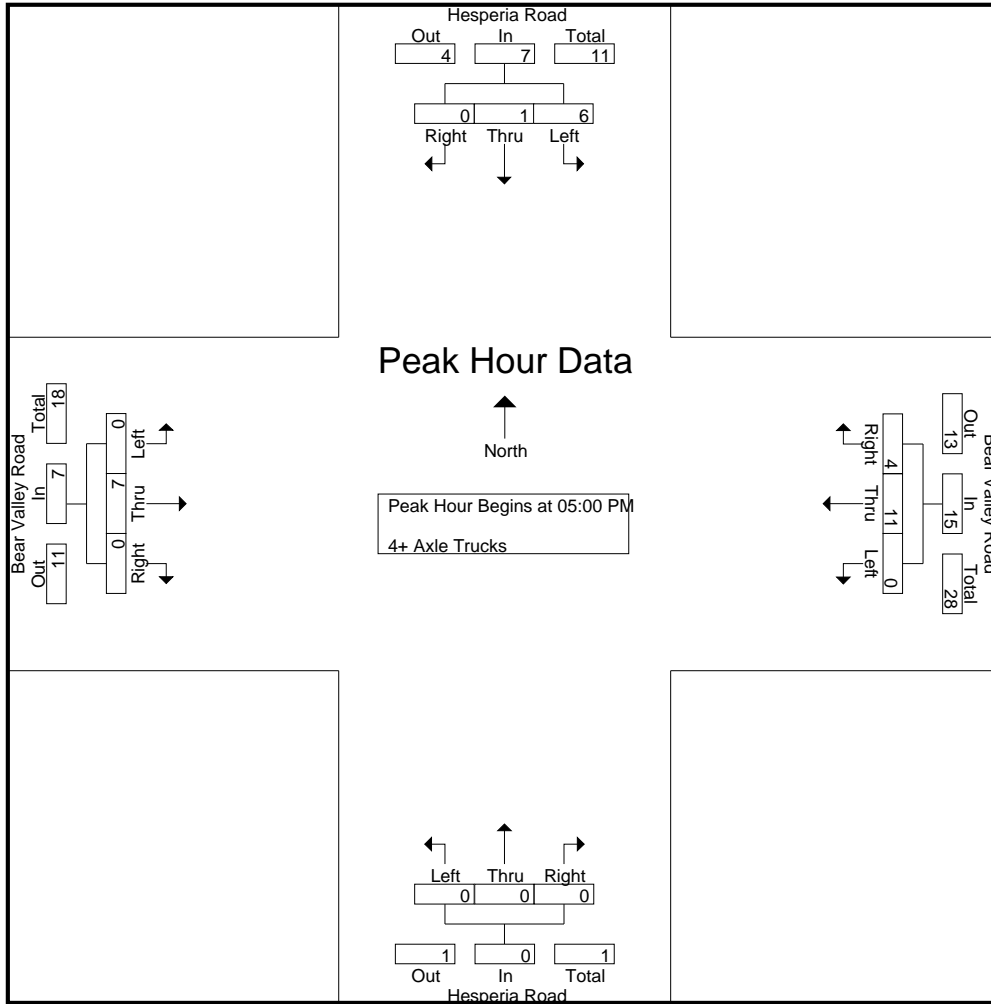 Hesperia Road
Out In Total
4 7 11
0 1 6
Right Thru Left
Peak Hour Data
North
Peak Hour Begins at 05:00 PM
4+ Axle Trucks
Bear Valley Road
Out In Total
11 7 18
Left Thru Right
0 7 0
Bear Valley Road
Out In Total
13 15 28
Right Thru Left
4 11 0
Left Thru Right
0 0 0
1 0 1
Out In Total
Hesperia Road